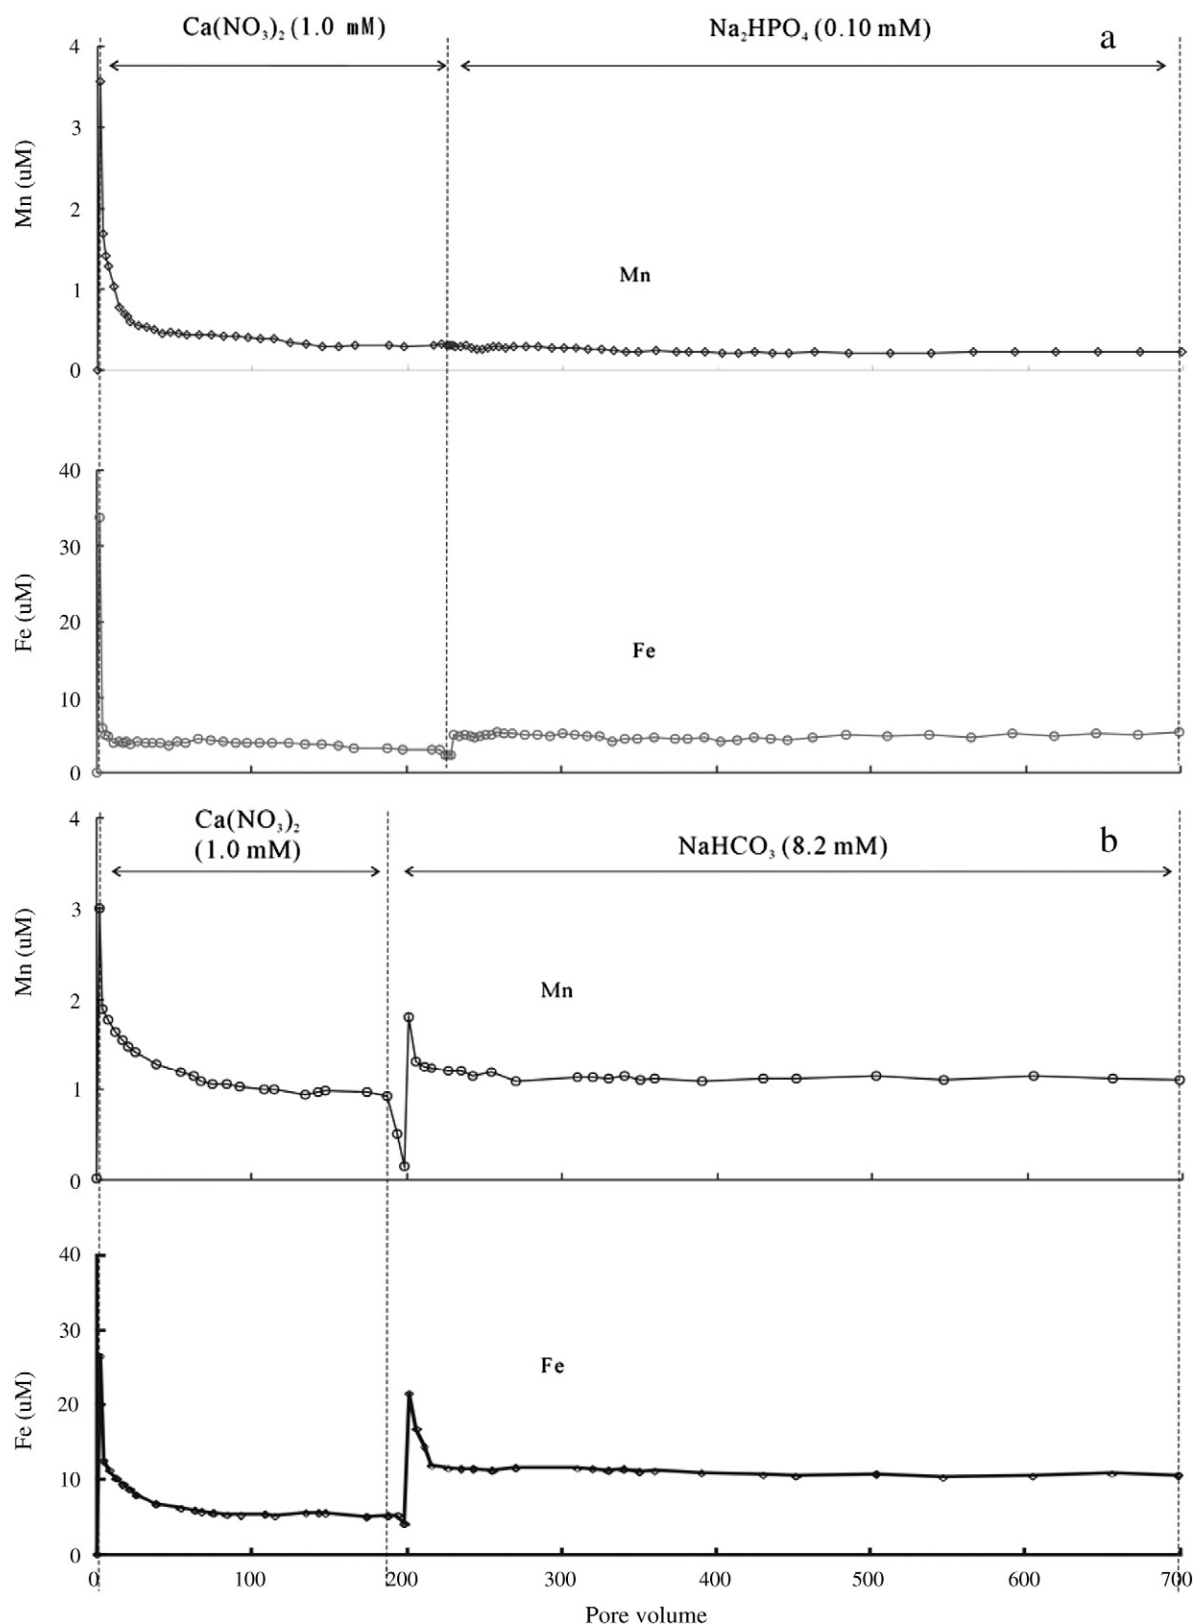 Ca(NO₃)₂ (1.0 mM)
Na₂HPO₄ (0.10 mM)
a
4
3
2
1
0
Mn (uM)
Mn
40
30
20
10
0
Fe (uM)
Fe
Ca(NO₃)₂
(1.0 mM)
NaHCO₃ (8.2 mM)
b
4
3
2
1
0
Mn (uM)
Mn
40
30
20
10
0
Fe (uM)
Fe
0 100 200 300 400 500 600 700
Pore volume